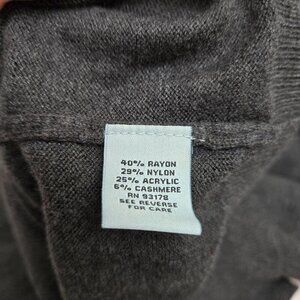 40% RAYON
29% NYLON
25% ACRYLIC
6% CASHMERE
RN 93178
SEE REVERSE
FOR CARE